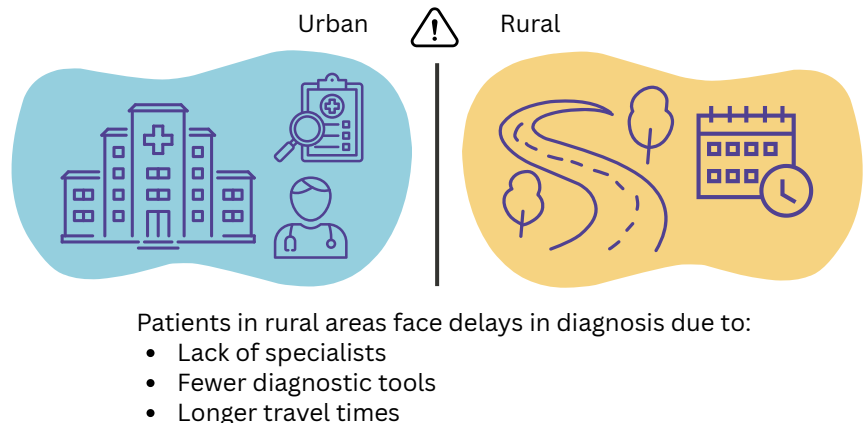 Urban
Rural
Patients in rural areas face delays in diagnosis due to:
• Lack of specialists
• Fewer diagnostic tools
• Longer travel times